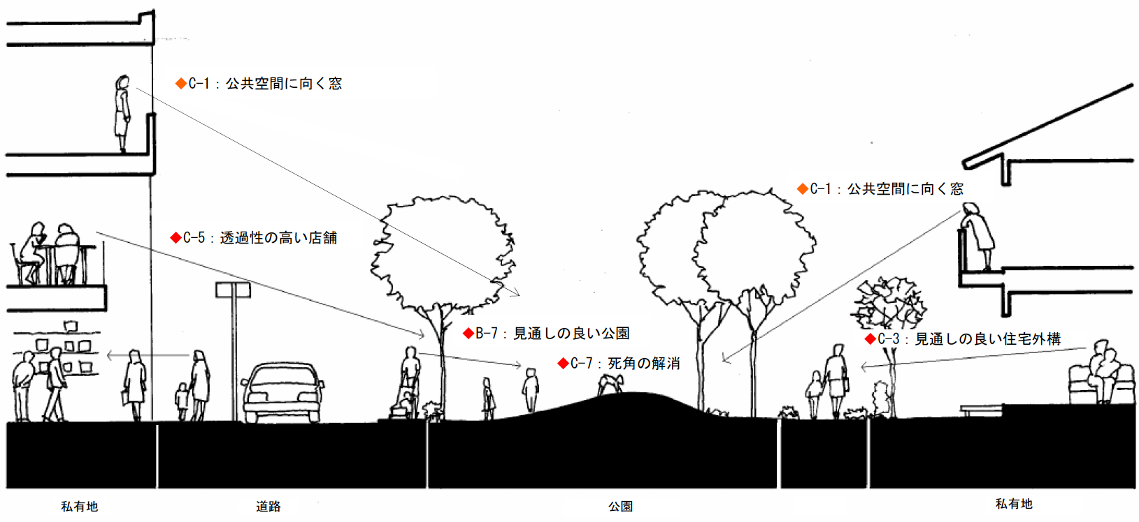 ◆C-1：公共空間に向く窓
◆C-1：公共空間に向く窓
◆C-5：透過性の高い店舗
◆B-7：見通しの良い公園
◆C-3：見通しの良い住宅外構
◆C-7：死角の解消
私有地
道路
公園
私有地